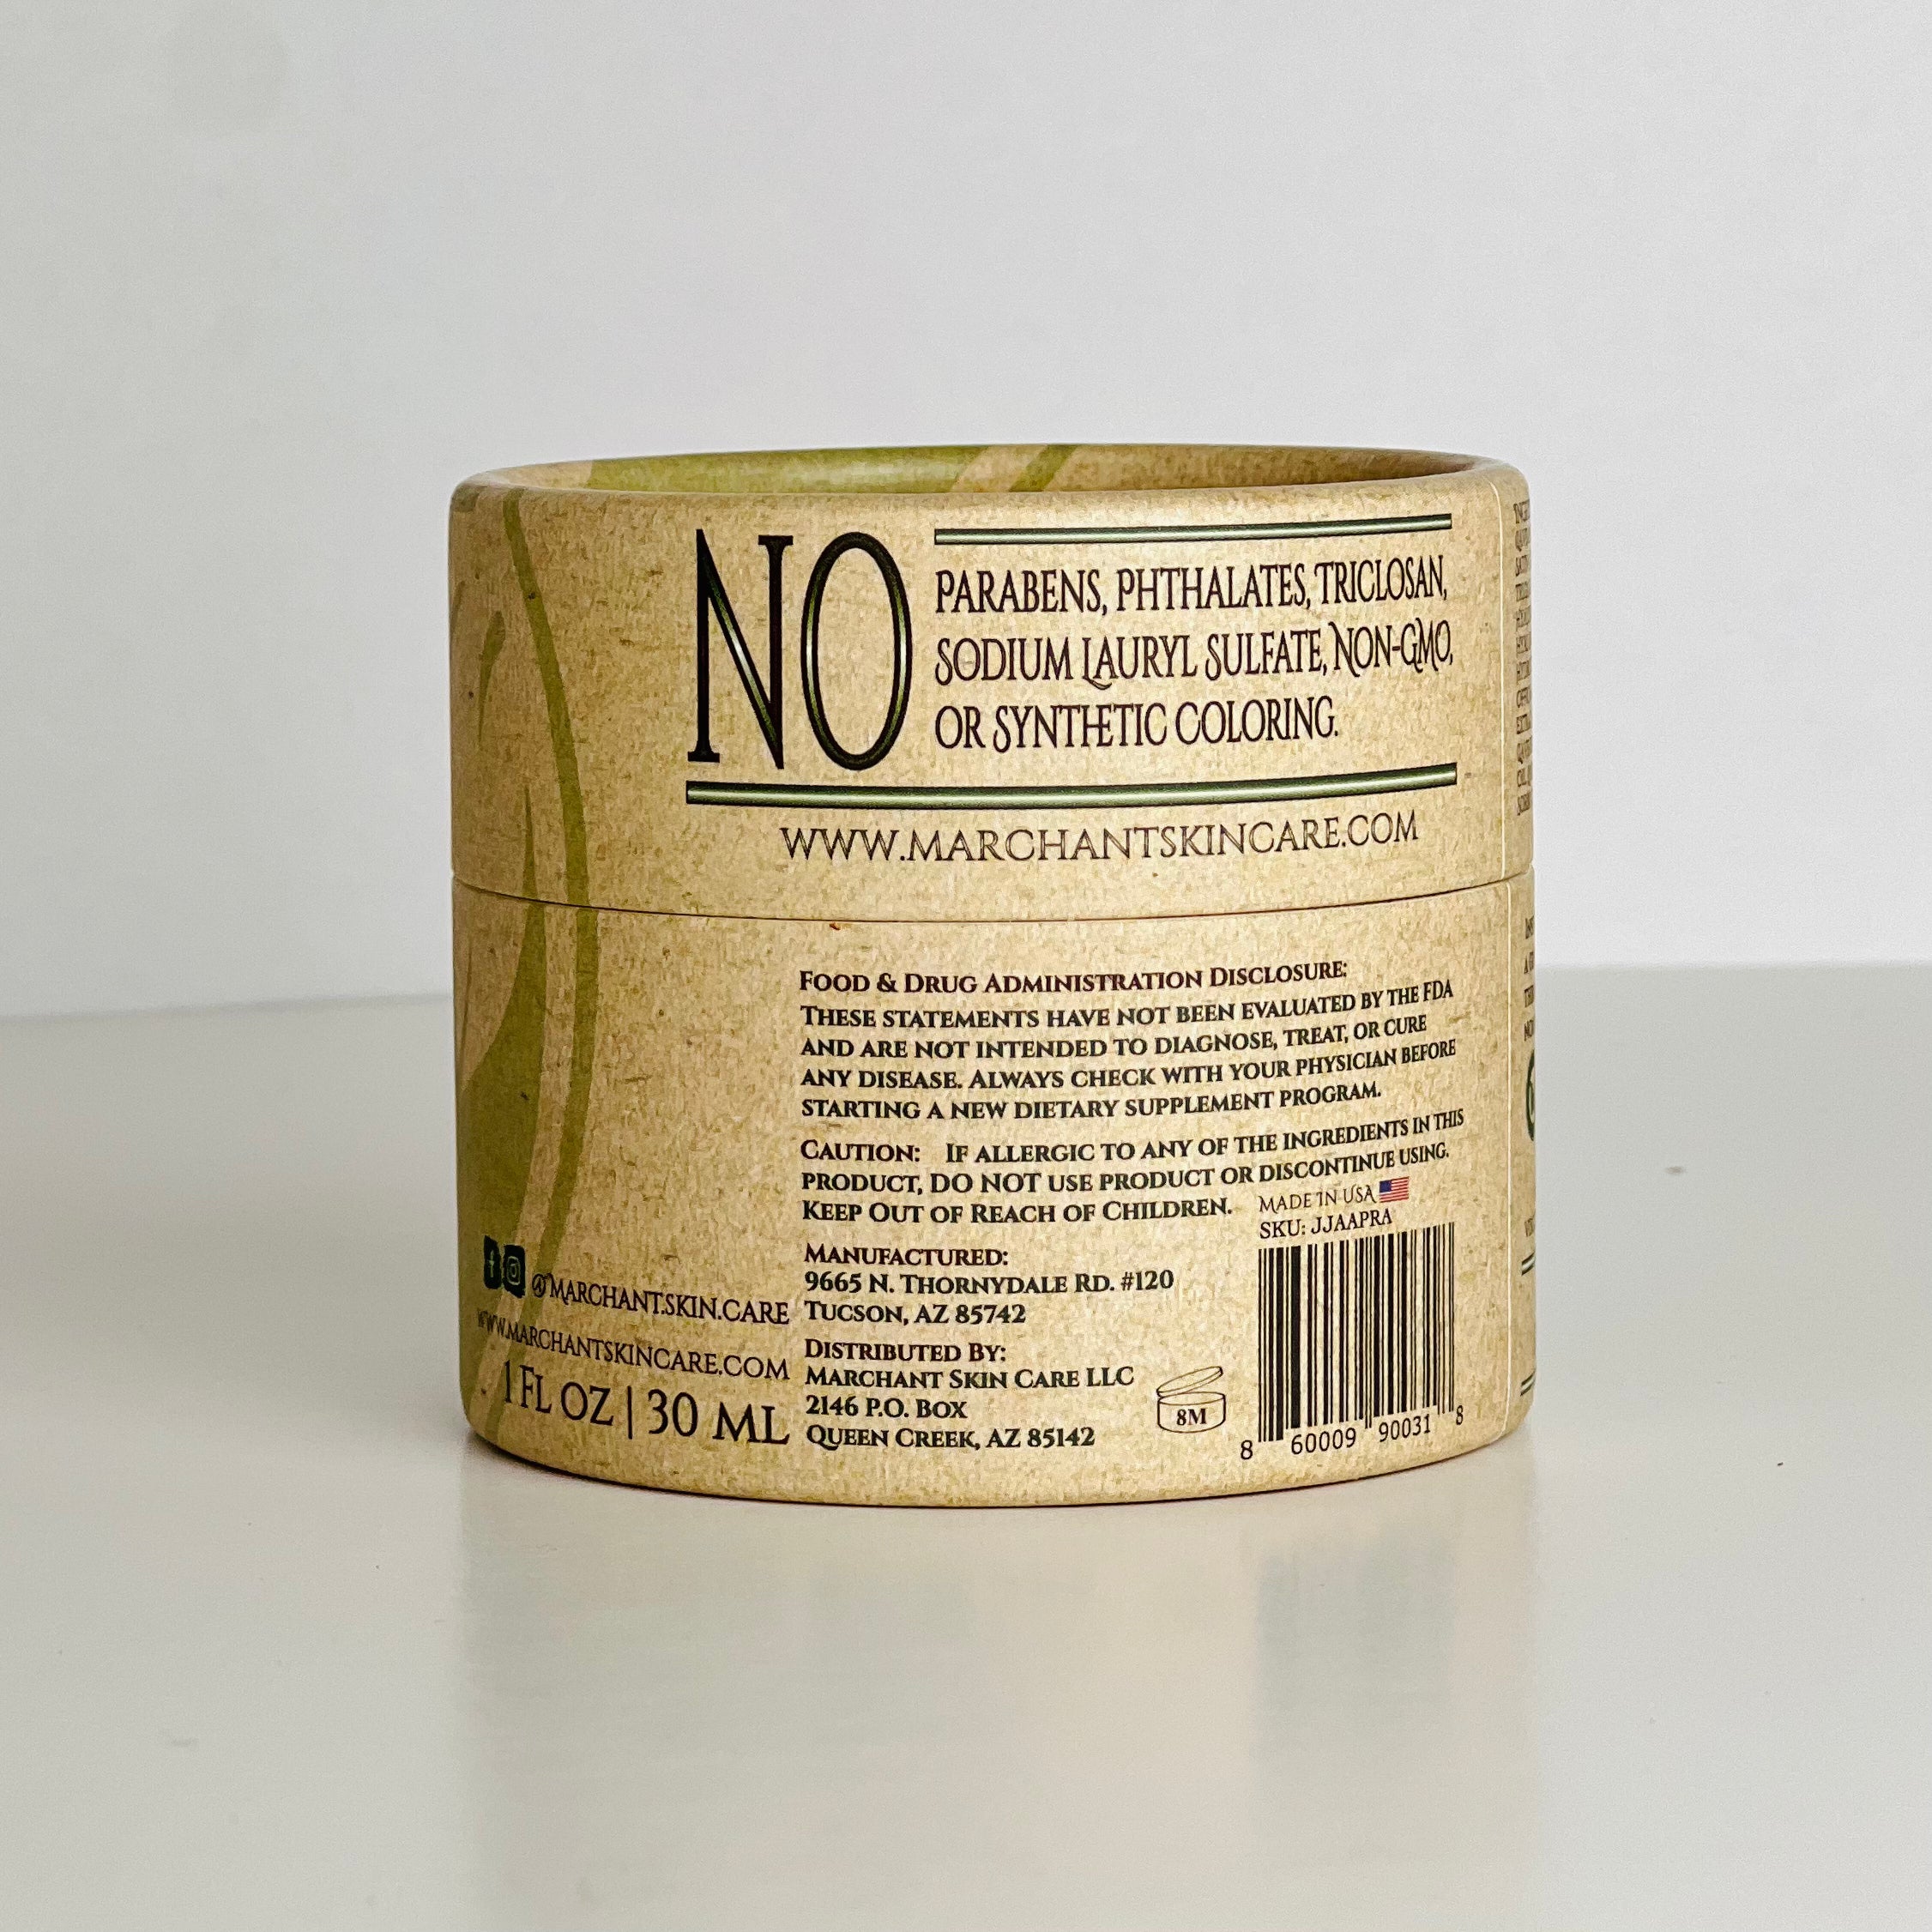 NO
PARABENS, PHTHALATES, TRICLOSAN,
SODIUM LAURYL SULFATE, NON-GMO,
OR SYNTHETIC COLORING.
WWW.MARCHANTSKINCARE.COM
FOOD & DRUG ADMINISTRATION DISCLOSURE:
THESE STATEMENTS HAVE NOT BEEN EVALUATED BY THE FDA
AND ARE NOT INTENDED TO DIAGNOSE, TREAT, OR CURE
ANY DISEASE. ALWAYS CHECK WITH YOUR PHYSICIAN BEFORE
STARTING A NEW DIETARY SUPPLEMENT PROGRAM.
CAUTION: IF ALLERGIC TO ANY OF THE INGREDIENTS IN THIS
PRODUCT, DO NOT USE PRODUCT OR DISCONTINUE USING.
KEEP OUT OF REACH OF CHILDREN.
MADE IN USA
SKU: JJAAPRA
MANUFACTURED:
9665 N. THORNYDALE RD. #120
TUCSON, AZ 85742
DISTRIBUTED BY:
MARCHANT SKIN CARE LLC
2146 P.O. BOX
QUEEN CREEK, AZ 85142
8M
8 60009 90031 8
@MARCHANT.SKIN.CARE
WWW.MARCHANTSKINCARE.COM
1 FL OZ | 30 ML